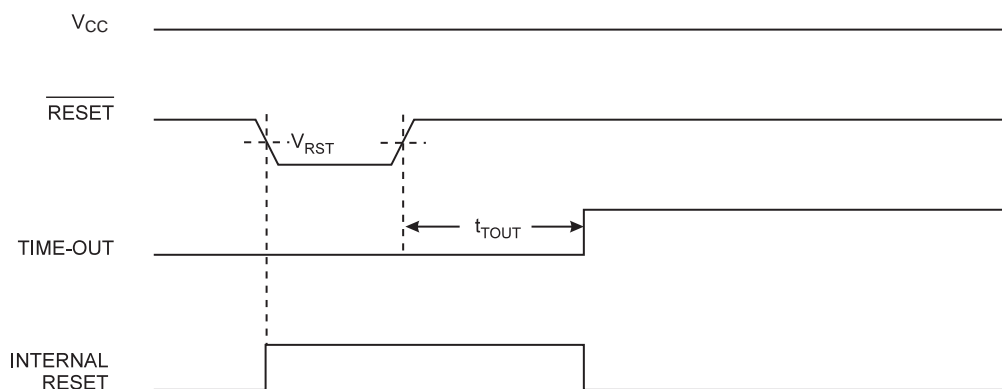 VCC
RESET
VRST
tTOUT
TIME-OUT
INTERNAL
RESET